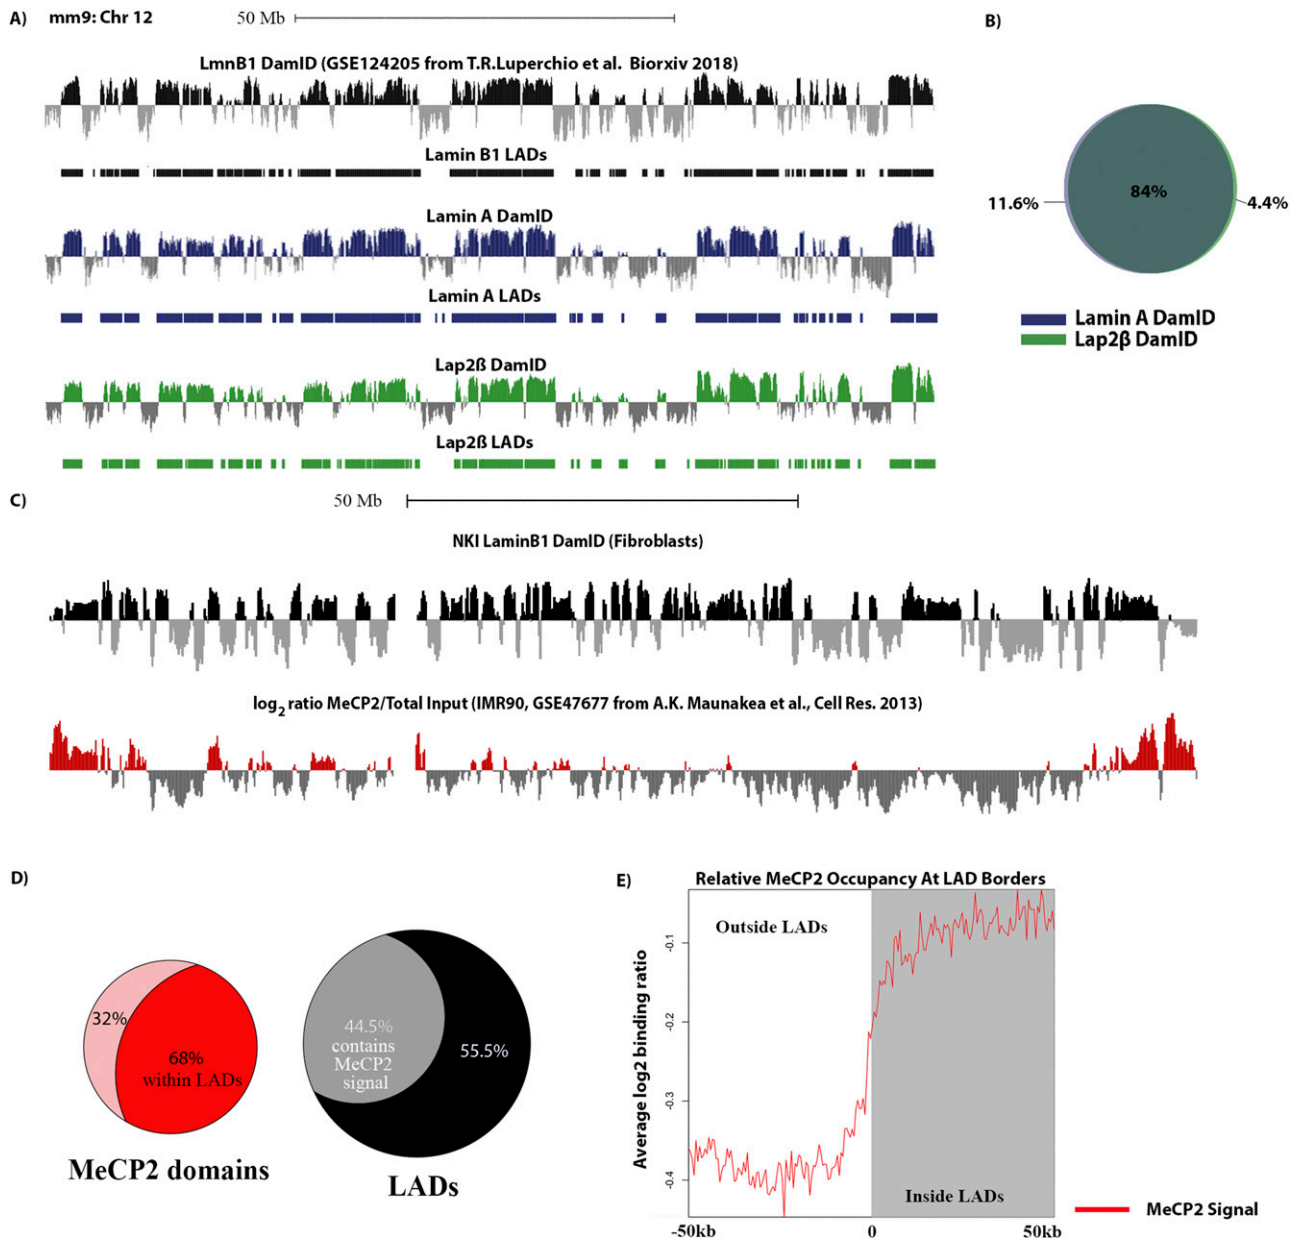 A) mm9: Chr 12 50 Mb
LmnB1 DamID (GSE124205 from T.R.Luperchio et al. Biorxiv 2018)
Lamin B1 LADs
Lamin A DamID
Lamin A LADs
Lap2ß DamID
Lap2ß LADs
B)
84%
11.6%
4.4%
Lamin A DamID
Lap2β DamID
C)
50 Mb
NKI LaminB1 DamID (Fibroblasts)
log2 ratio MeCP2/Total Input (IMR90, GSE47677 from A.K. Maunakea et al., Cell Res. 2013)
D)
32%
68%
within LADs
MeCP2 domains
44.5%
contains
MeCP2
signal
55.5%
LADs
E)
Relative MeCP2 Occupancy At LAD Borders
Average log2 binding ratio
-0.1
-0.2
-0.3
-0.4
Outside LADs
Inside LADs
-50kb 0 50kb
MeCP2 Signal